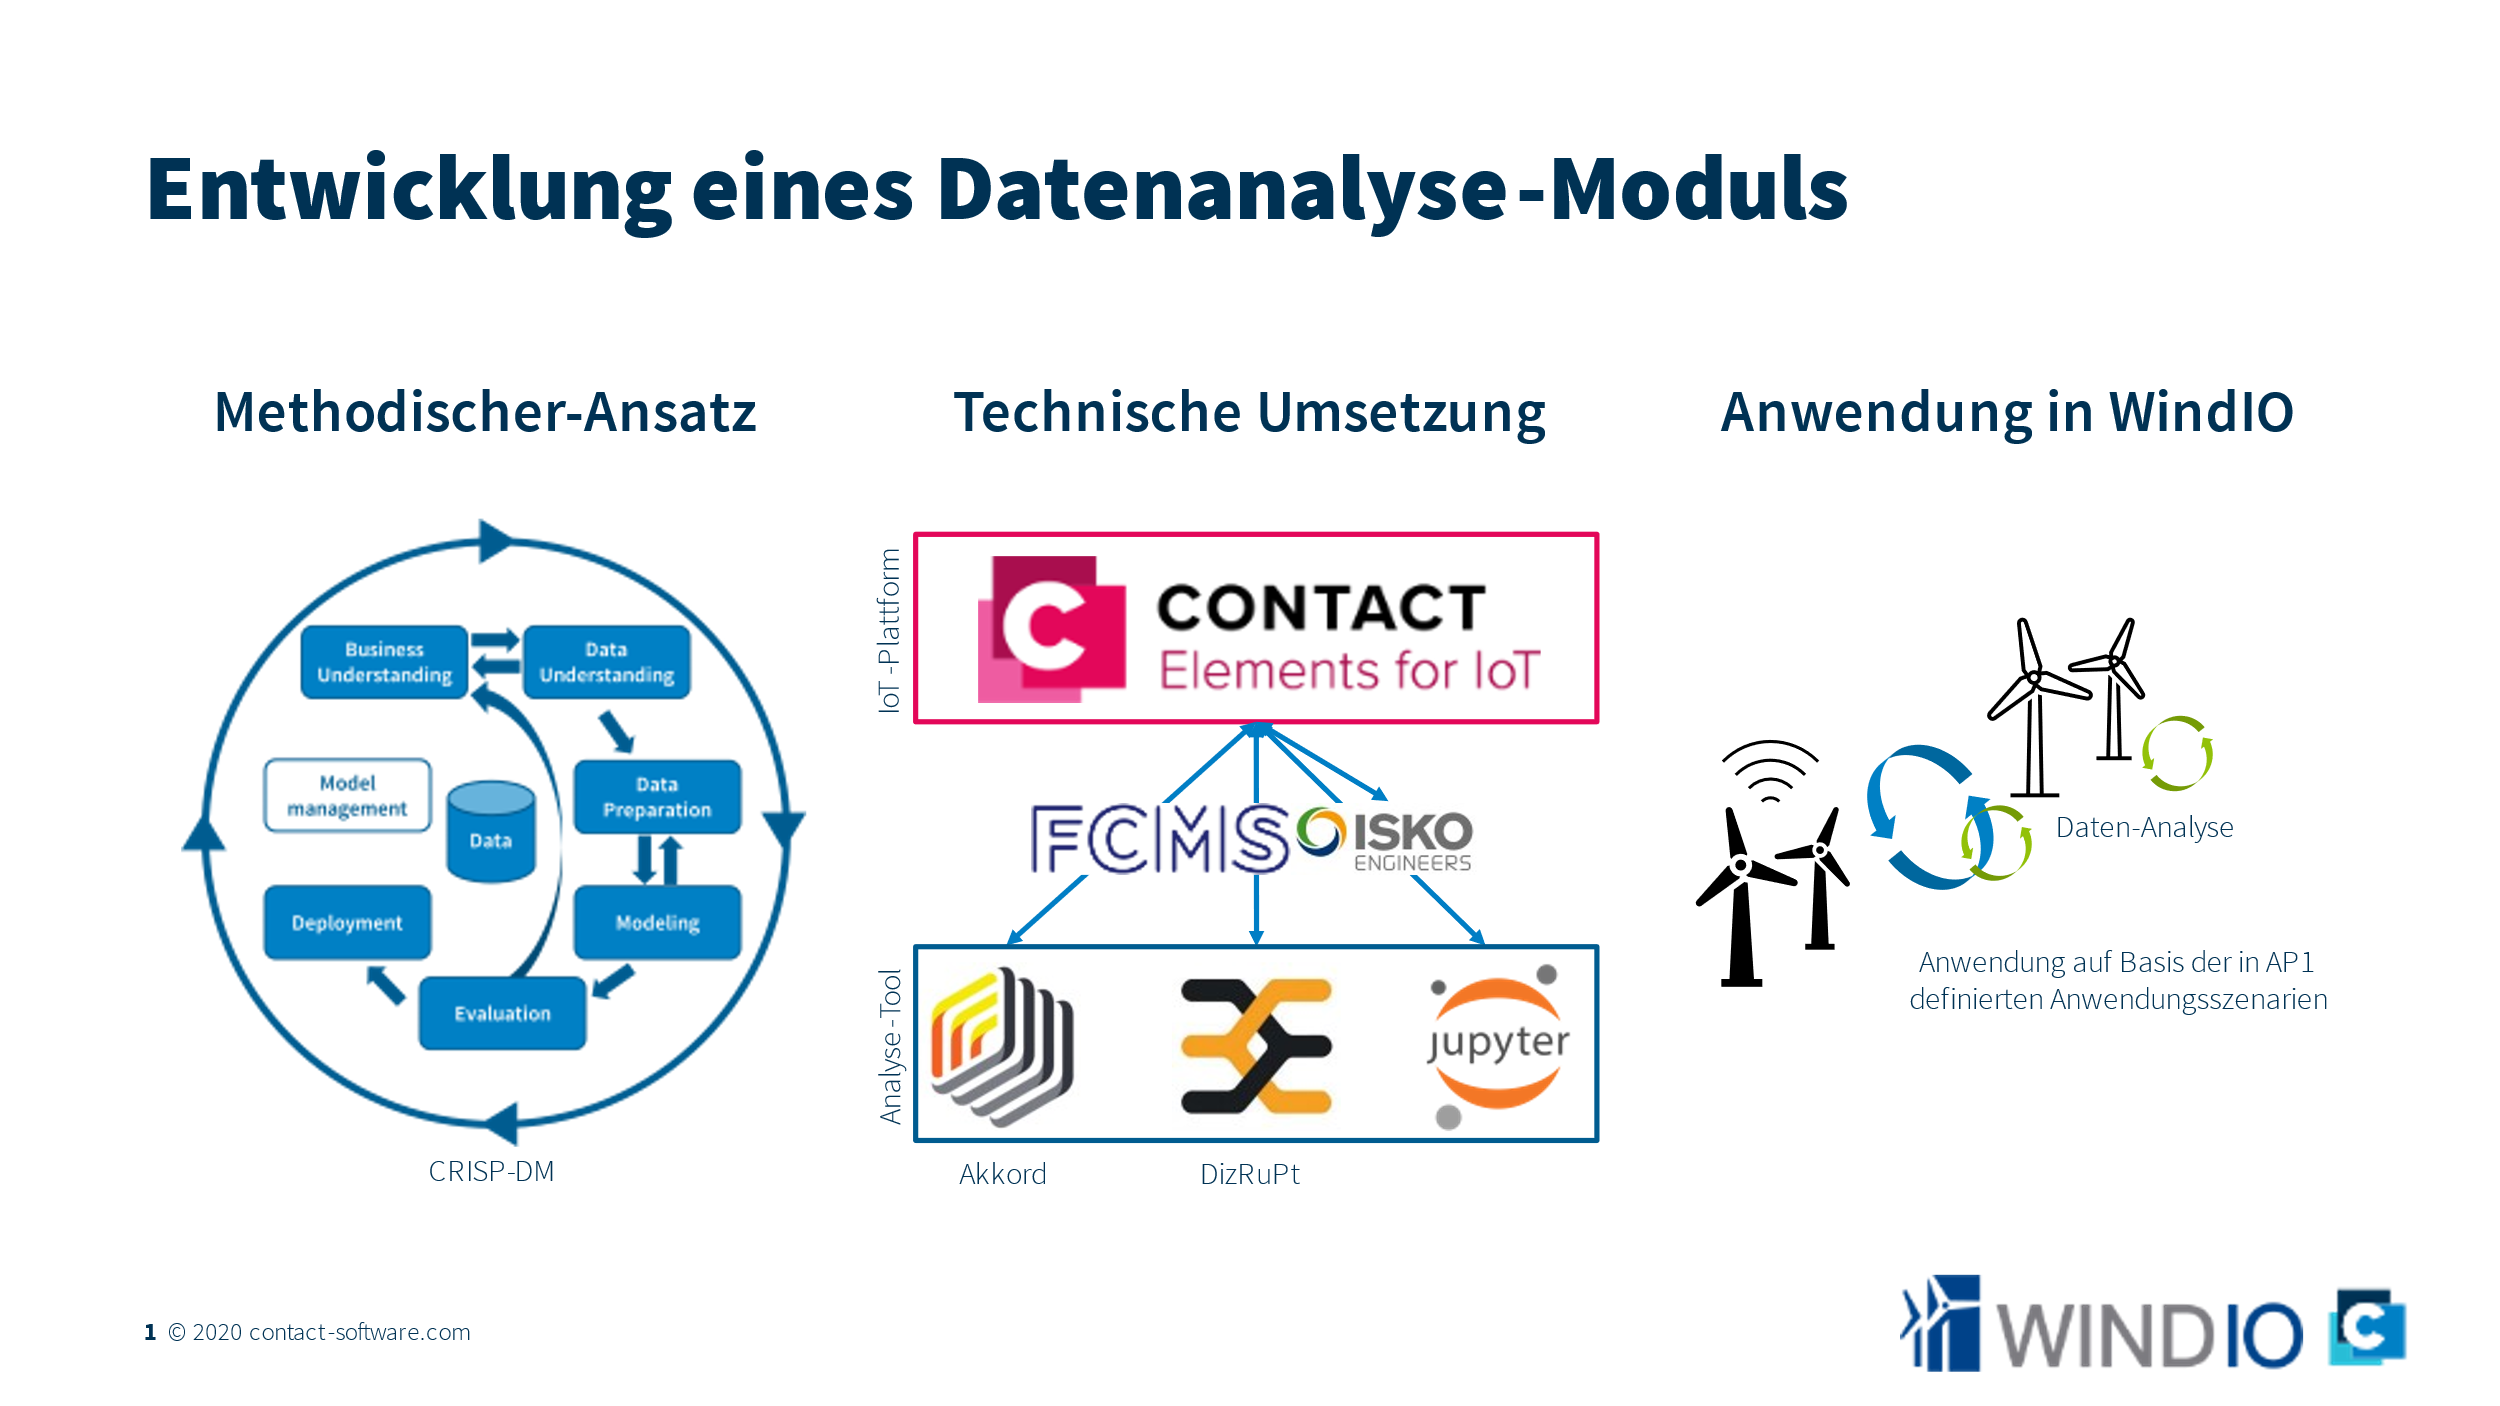 Entwicklung eines Datenanalyse-Moduls
Methodischer-Ansatz
Business
Understanding
Data
Understanding
Model
management
Data
Data
Preparation
Deployment
Modeling
Evaluation
CRISP-DM
Technische Umsetzung
IoT-Plattform
CONTACT
Elements for IoT
FCMS
ISKO
ENGINEERS
Analyse-Tool
jupyter
Akkord
DizRuPt
Anwendung in WindIO
Daten-Analyse
Anwendung auf Basis der in AP1
definierten Anwendungsszenarien
1 © 2020 contact-software.com
WINDIO